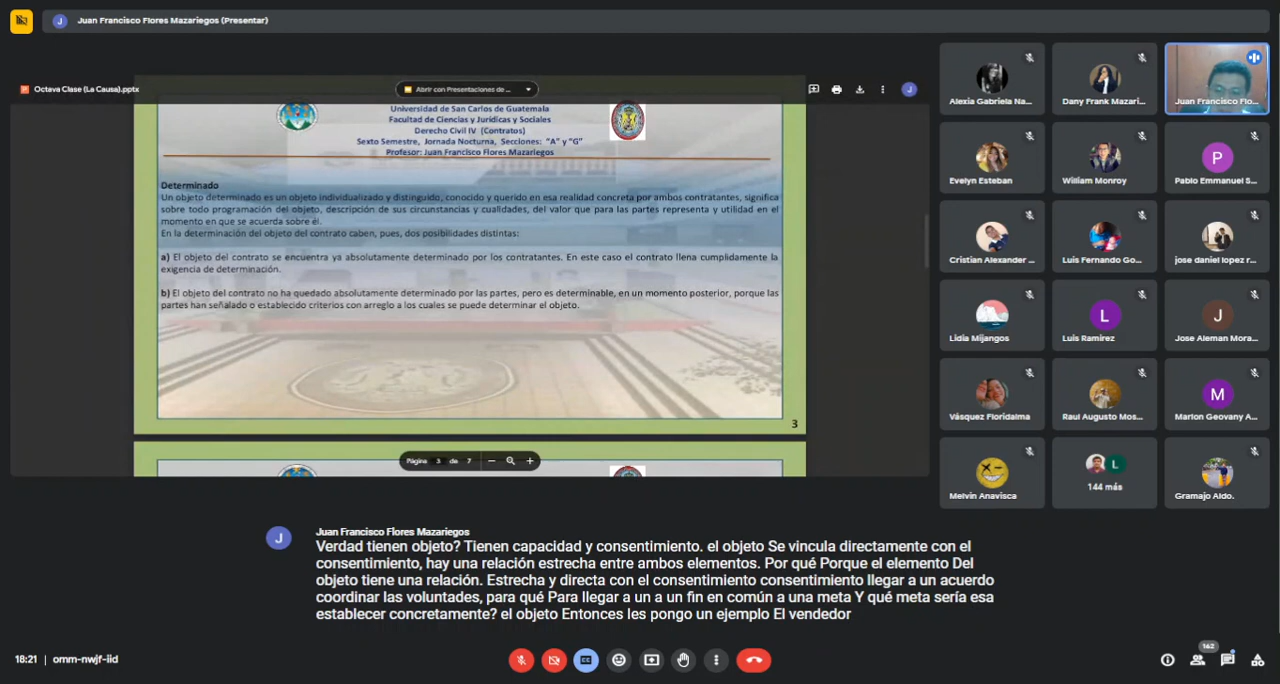 J Juan Francisco Flores Mazariegos (Presentar)
Octava Clase (La Causa).pptx
Abrir con Presentaciones de ...
J
Universidad de San Carlos de Guatemala
Facultad de Ciencias y Jurídicas y Sociales
Derecho Civil IV (Contratos)
Sexto Semestre, Jornada Nocturna, Secciones: “A” y “G”
Profesor: Juan Francisco Flores Mazariegos
Determinado
Un objeto determinado es un objeto individualizado y distinguido, conocido y querido en esa realidad concreta por ambos contratantes, significa
sobre todo programación del objeto, descripción de sus circunstancias y cualidades, del valor que para las partes representa y utilidad en el
momento en que se acuerda sobre él.
En la determinación del objeto del contrato caben, pues, dos posibilidades distintas:
a) El objeto del contrato se encuentra ya absolutamente determinado por los contratantes. En este caso el contrato llena cumplidamente la
exigencia de determinación.
b) El objeto del contrato no ha quedado absolutamente determinado por las partes, pero es determinable, en un momento posterior, porque las
partes han señalado o establecido criterios con arreglo a los cuales se puede determinar el objeto.
3
Página 3 de 7
Alexia Gabriela Na...
Dany Frank Mazari...
Juan Francisco Flo...
Evelyn Esteban
William Monroy
P
Pablo Emmanuel S...
Cristian Alexander ...
Luis Fernando Go...
jose daniel lopez r...
Lidia Mijangos
L
Luis Ramirez
J
Jose Aleman Mora...
Vásquez Floridalma
Raul Augusto Mos...
M
Marlon Geovany A...
Melvin Anavisca
L
144 más
Gramajo Aldo.
J
Juan Francisco Flores Mazariegos
Verdad tienen objeto? Tienen capacidad y consentimiento. el objeto Se vincula directamente con el
consentimiento, hay una relación estrecha entre ambos elementos. Por qué Porque el elemento Del
objeto tiene una relación. Estrecha y directa con el consentimiento consentimiento llegar a un acuerdo
coordinar las voluntades, para qué Para llegar a un a un fin en común a una meta Y qué meta sería esa
establecer concretamente? el objeto Entonces les pongo un ejemplo El vendedor
18:21 | omm-nwjf-iid
CC
162